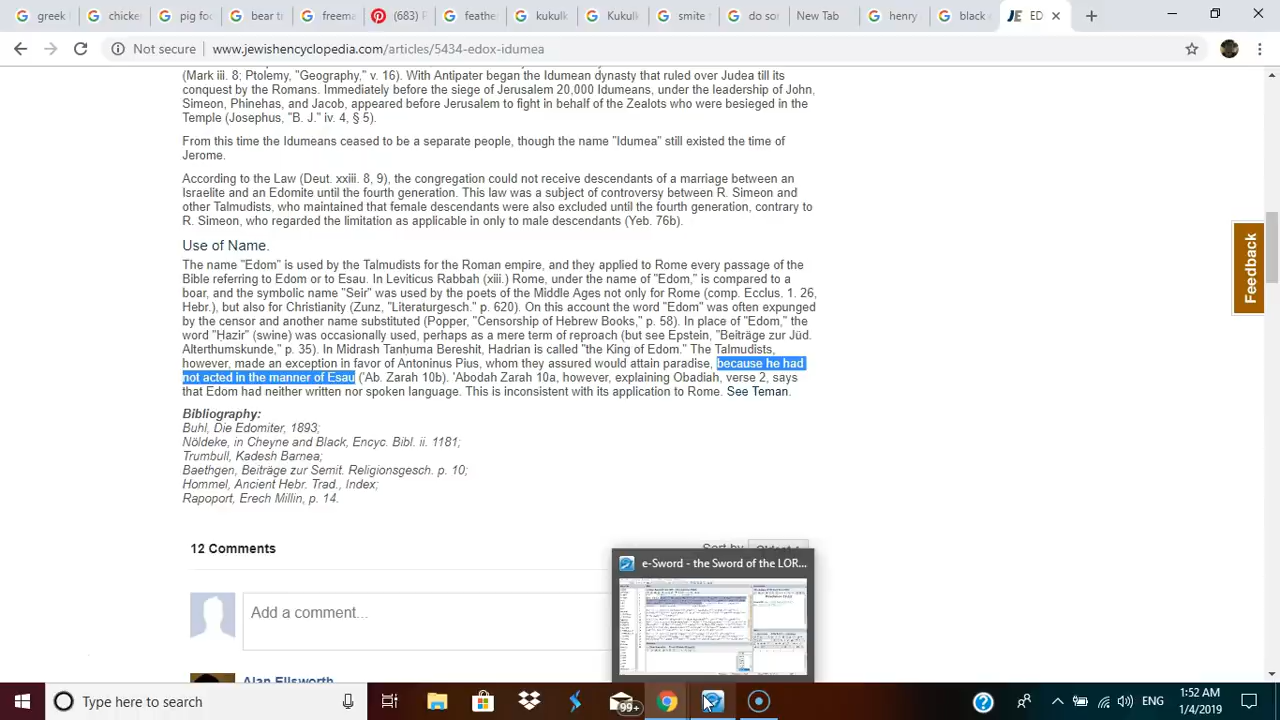 greek
chicke
pig foo
bear tr
freema
(683) P
feather
kukulk
Kukulk
smite t
do sor
New Tab
henry
black e
JE ED
Not secure
www.jewishencyclopedia.com/articles/5434-edox-idumea
(Mark iii. 8; Ptolemy, "Geography," v. 16). With Antipater began the Idumean dynasty that ruled over Judea till its
conquest by the Romans. Immediately before the siege of Jerusalem 20,000 Idumeans, under the leadership of John,
Simeon, Phinehas, and Jacob, appeared before Jerusalem to fight in behalf of the Zealots who were besieged in the
Temple (Josephus, "B. J." iv. 4, § 5).
From this time the Idumeans ceased to be a separate people, though the name "Idumea" still existed the time of
Jerome.
According to the Law (Deut. xxiii. 8, 9), the congregation could not receive descendants of a marriage between an
Israelite and an Edomite until the fourth generation. This law was a subject of controversy between R. Simeon and
other Talmudists, who maintained that female descendants were also excluded until the fourth generation, contrary to
R. Simeon, who regarded the limitation as applicable in only to male descendants (Yeb. 76b).
Use of Name.
The name "Edom" is used by the Talmudists for the Roman empire, and they applied to Rome every passage of the
Bible referring to Edom or to Esau. In Leviticus Rabbah (xiii.) Rome, under the name of "Edom," is compared to a
boar, and the symbolic name "Seir" was used by the poets of the Middle Ages not only for Rome (comp. Ecclus. 1. 26,
Hebr.), but also for Christianity (Zunz, "Literaturgesch." p. 620). On this account the word "Edom" was often expunged
by the censor and another name substituted (Popper, "Censorship of Hebrew Books," p. 58). In place of "Edom," the
word "Ḥazir" (swine) was occasionally used, perhaps as a mere term of reproach (but see Epstein, "Beiträge zur Jüd.
Alterthumskunde," p. 35). In Midrash Tanhuma Bereshit, Hadrian is called "the King of Edom." The Talmudists,
however, made an exception in favor of Antoninus Pius, whom they assured would attain paradise, because he had
not acted in the manner of Esau ('Ab. Zarah 10b). 'Abodah Zarah 10a, however, explaining Obadiah, verse 2, says
that Edom had neither written nor spoken language. This is inconsistent with its application to Rome. See Teman.
Bibliography:
Buhl, Die Edomiter, 1893;
Nöldeke, in Cheyne and Black, Encyc. Bibl. ii. 1181;
Trumbull, Kadesh Barnea;
Baethgen, Beiträge zur Semit. Religionsgesch. p. 10;
Hommel, Ancient Hebr. Trad., Index;
Rapoport, Erech Millin, p. 14.
Feedback
12 Comments
Sort by
e-Sword - the Sword of the LOR...
Add a comment...
Alan Ellsworth
Type here to search
99+
ENG
1:52 AM
1/4/2019